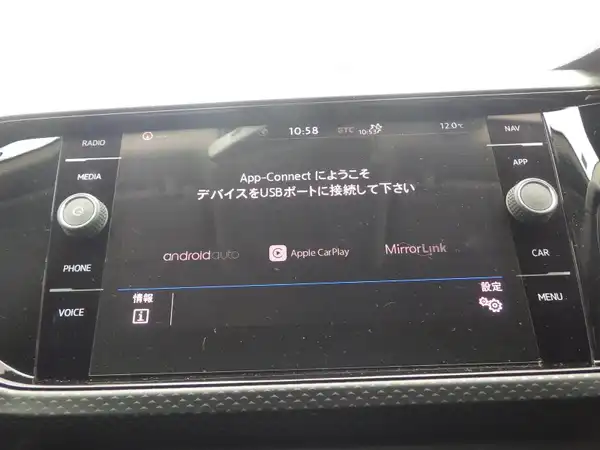 RADIO
MEDIA
PHONE
VOICE
10:58
ETC
10:53
12.0℃
App-Connect にようこそ
デバイスをUSBポートに接続して下さい
androidauto
Apple CarPlay
MirrorLink
情報
i
設定
NAV
APP
CAR
MENU